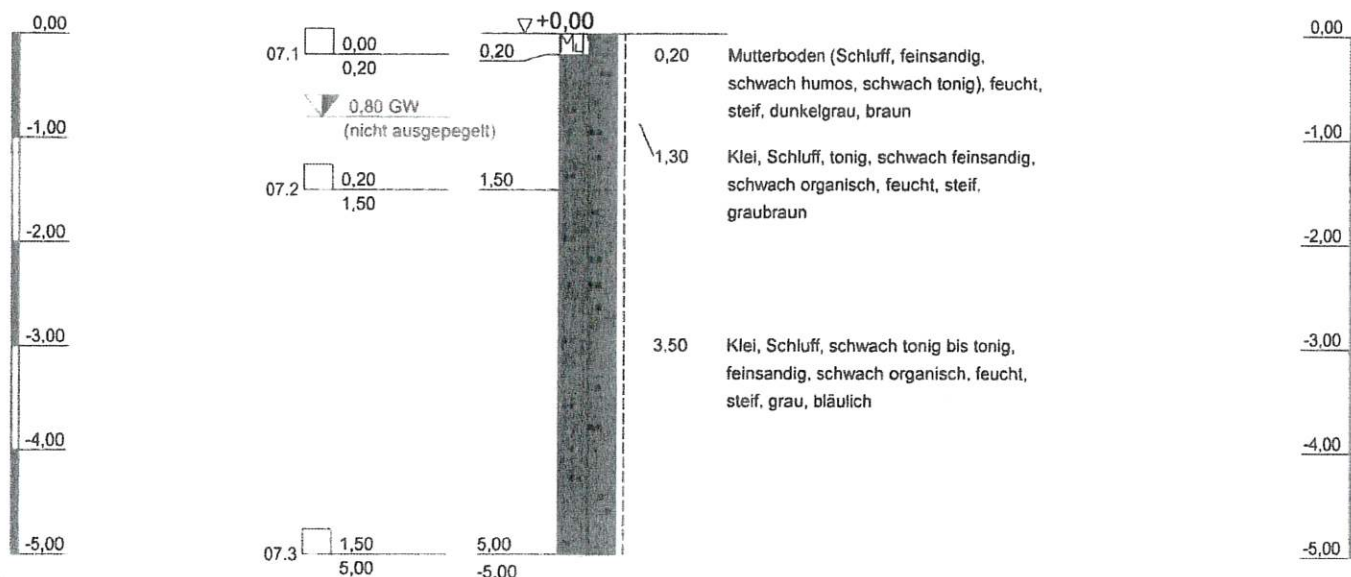 0,00
-1,00
-2,00
-3,00
-4,00
-5,00
07.1
0,00
0,20
0,80 GW
(nicht ausgepegelt)
07.2
0,20
1,50
07.3
1,50
5,00
+0,00
0,20
Mu
1,50
5,00
-5,00
0,20 Mutterboden (Schluff, feinsandig,
schwach humos, schwach tonig), feucht,
steif, dunkelgrau, braun
1,30 Klei, Schluff, tonig, schwach feinsandig,
schwach organisch, feucht, steif,
graubraun
3,50 Klei, Schluff, schwach tonig bis tonig,
feinsandig, schwach organisch, feucht,
steif, grau, bläulich
0,00
-1,00
-2,00
-3,00
-4,00
-5,00